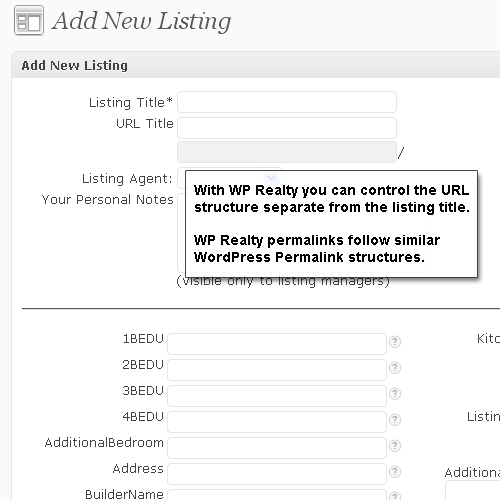 Add New Listing
Add New Listing
Listing Title*
URL Title
/
Listing Agent:
Your Personal Notes
With WP Realty you can control the URL
structure separate from the listing title.
WP Realty permalinks follow similar
WordPress Permalink structures.
(visible only to listing managers)
1BEDU ?
Kitc
2BEDU ?
3BEDU ?
4BEDU ?
Listin
AdditionalBedroom ?
Address ?
Additiona
BuilderName ?